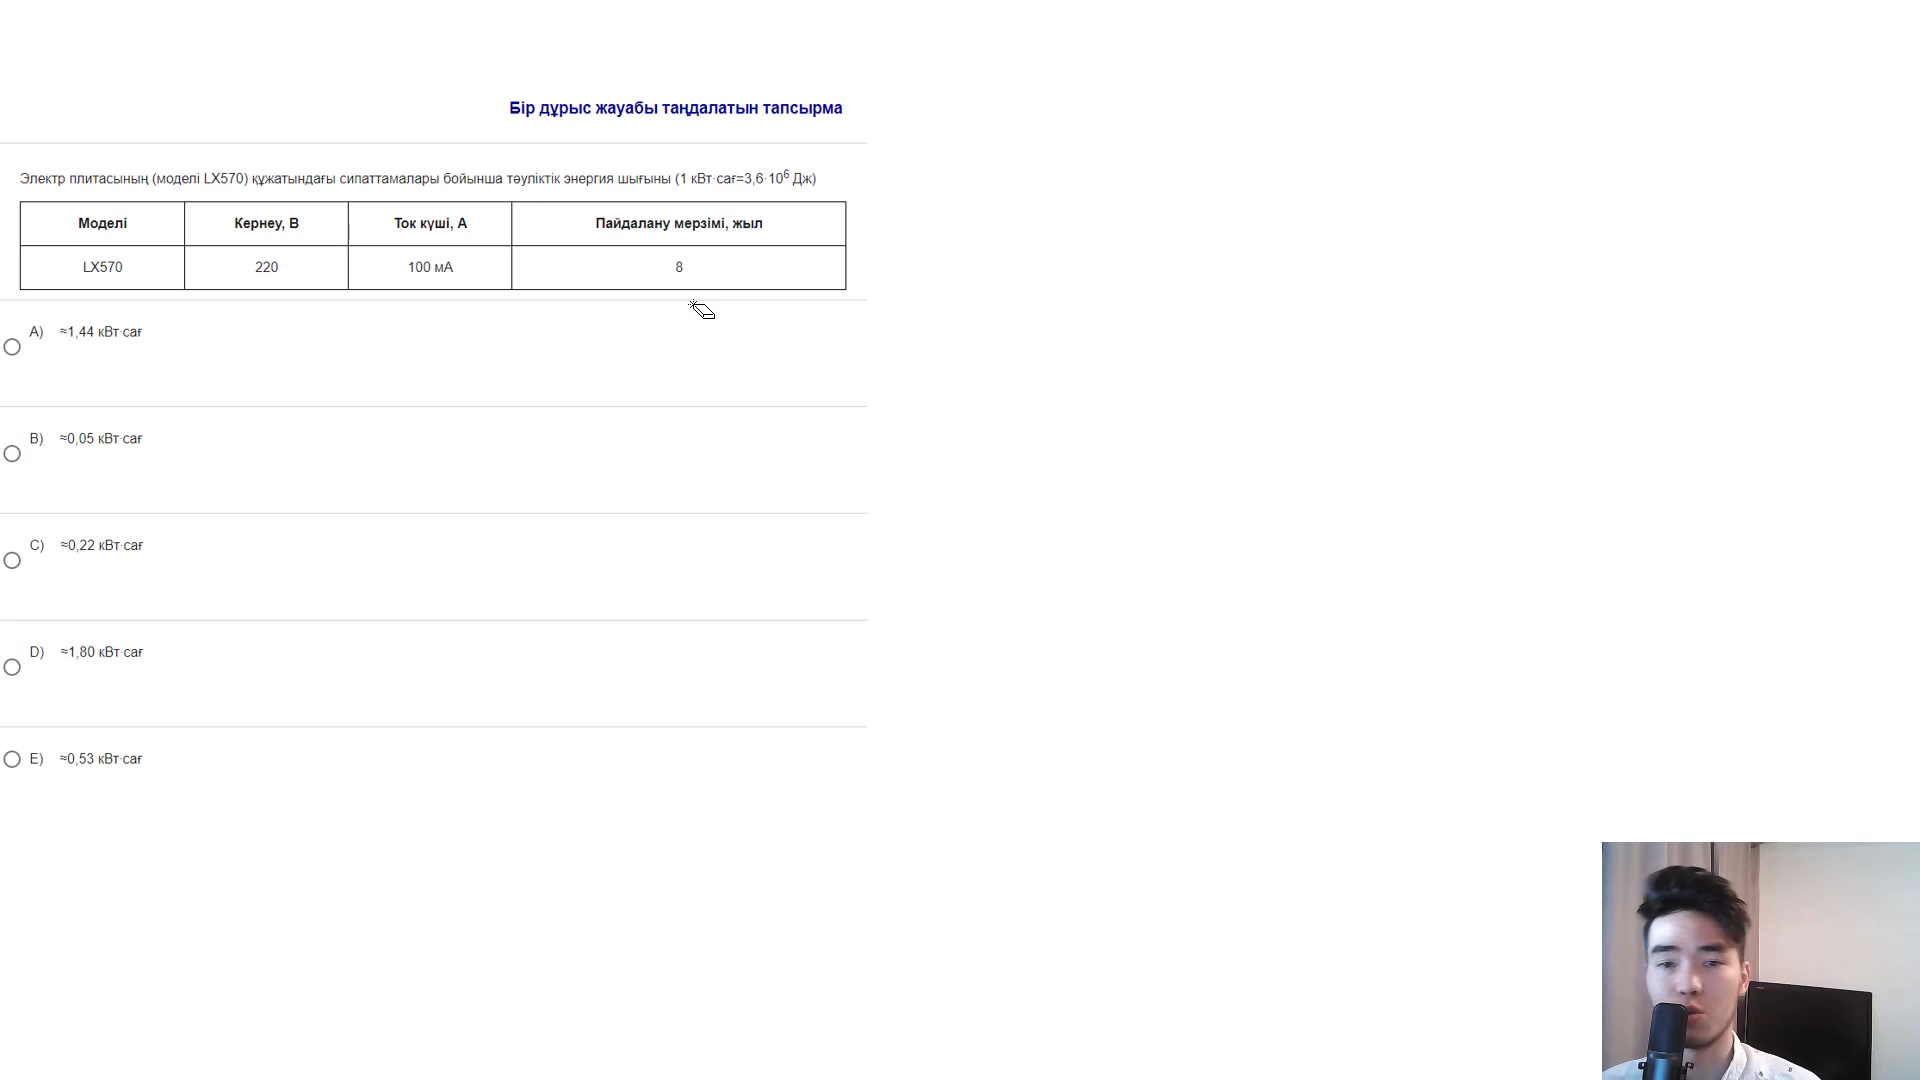 Бір дұрыс жауабы таңдалатын тапсырма
Электр плитасының (моделі LX570) құжатындағы сипаттамалары бойынша тәуліктік энергия шығыны (1 кВт·сағ=3,6·10⁶ Дж)
Моделі Кернеу, В Ток күші, А Пайдалану мерзімі, жыл
LX570 220 100 мА 8
A) ≈1,44 кВт·сағ
B) ≈0,05 кВт·сағ
C) ≈0,22 кВт·сағ
D) ≈1,80 кВт·сағ
E) ≈0,53 кВт·сағ